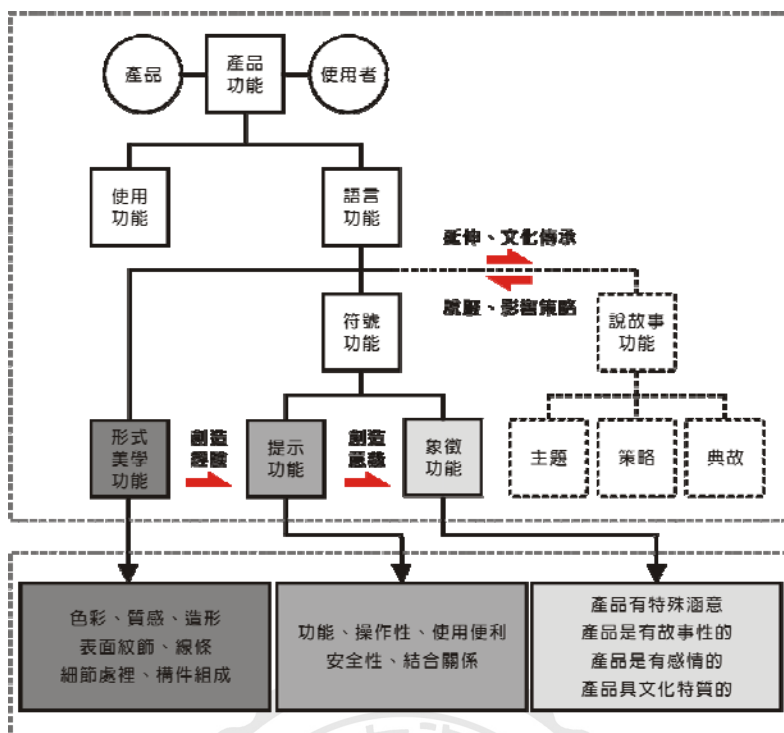 產品
產品
功能
使用者
使用
功能
語言
功能
延伸、文化傳承
符號
功能
說故事
功能
形式
美學
功能
創造
經驗
提示
功能
創造
意義
象徵
功能
主題
策略
典故
色彩、質感、造形
表面紋飾、線條
細節處裡、構件組成
功能、操作性、使用便利
安全性、結合關係
產品有特殊涵意
產品是有故事性的
產品是有感情的
產品具文化特質的